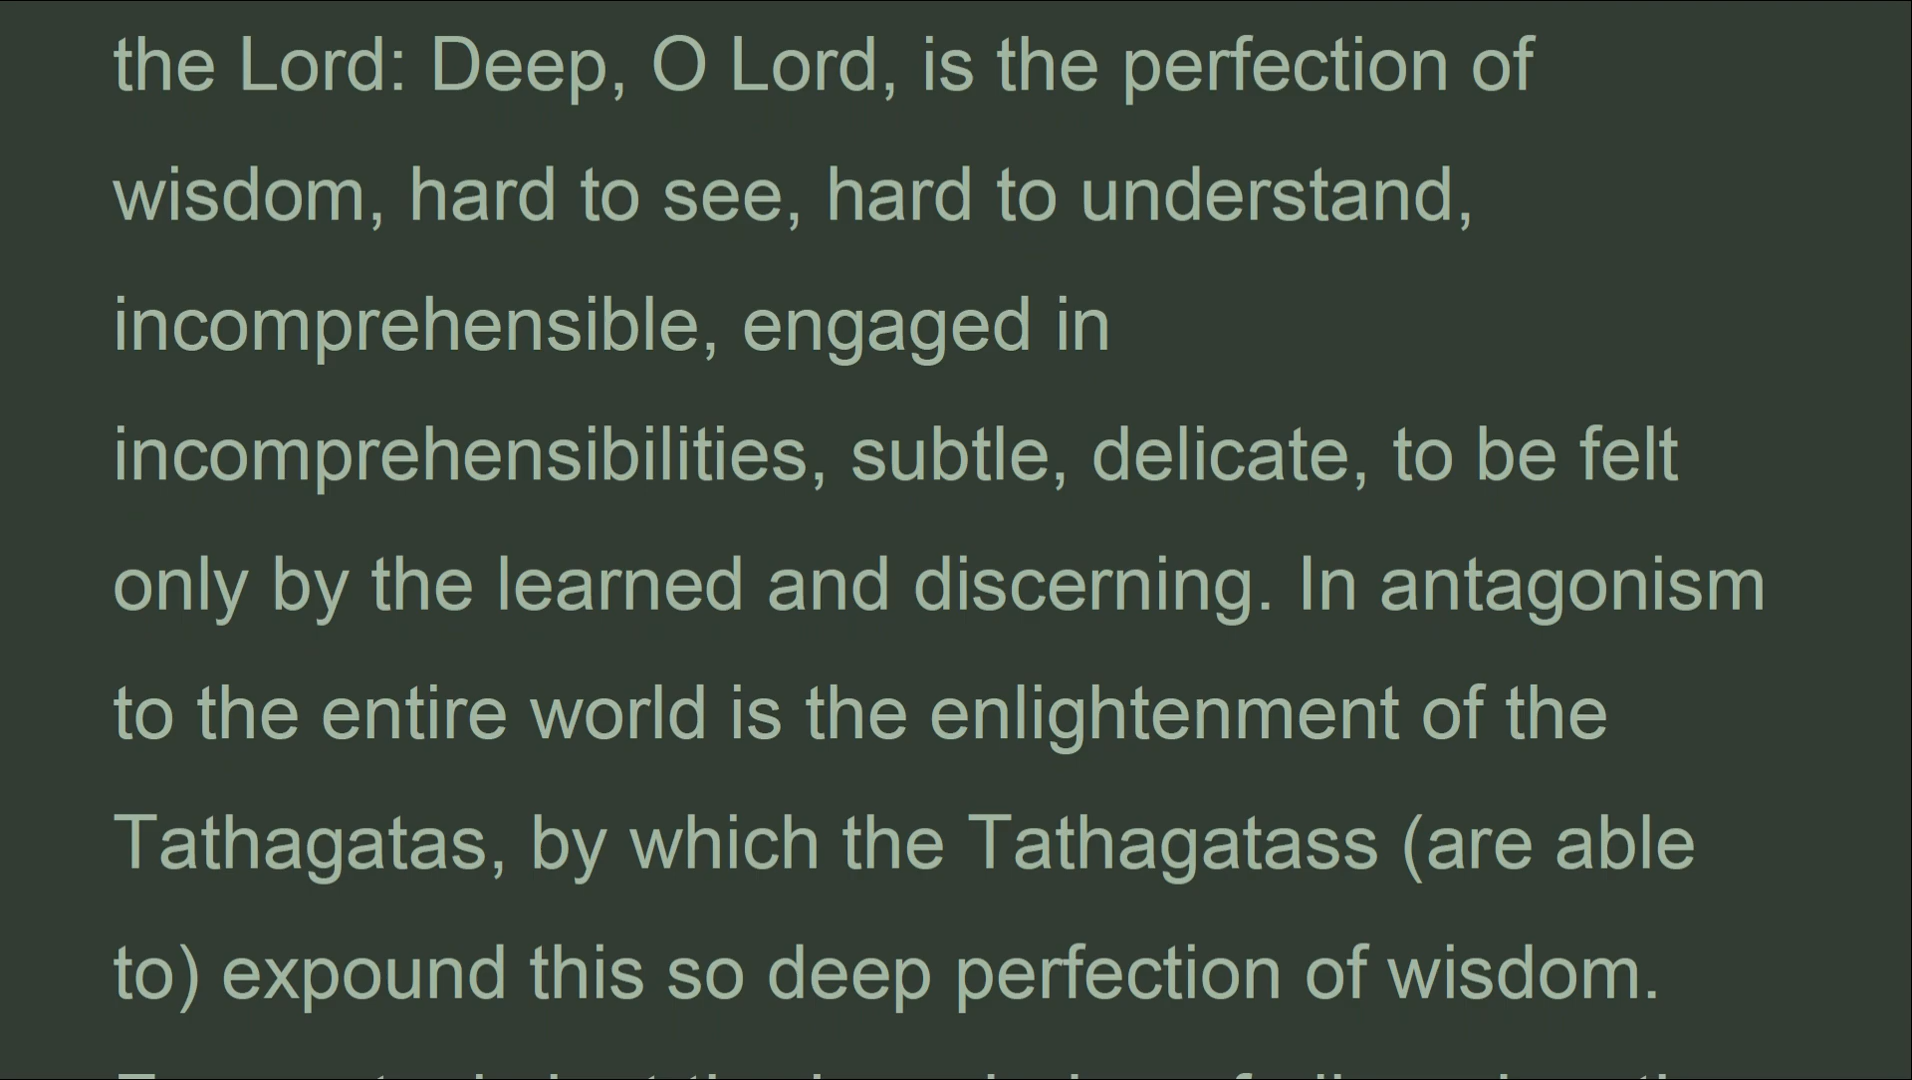 the Lord: Deep, O Lord, is the perfection of
wisdom, hard to see, hard to understand,
incomprehensible, engaged in
incomprehensibilities, subtle, delicate, to be felt
only by the learned and discerning. In antagonism
to the entire world is the enlightenment of the
Tathagatas, by which the Tathagatass (are able
to) expound this so deep perfection of wisdom.